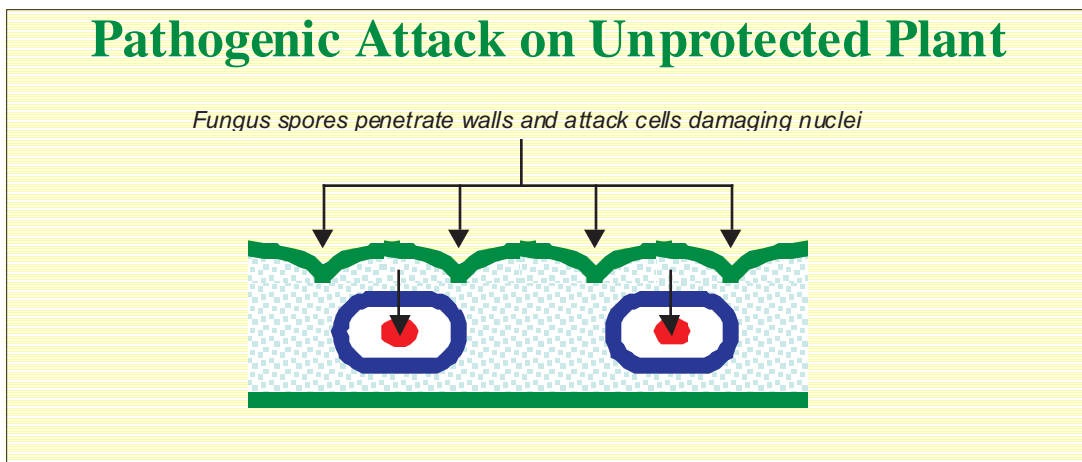 Pathogenic Attack on Unprotected Plant
Fungus spores penetrate walls and attack cells damaging nuclei